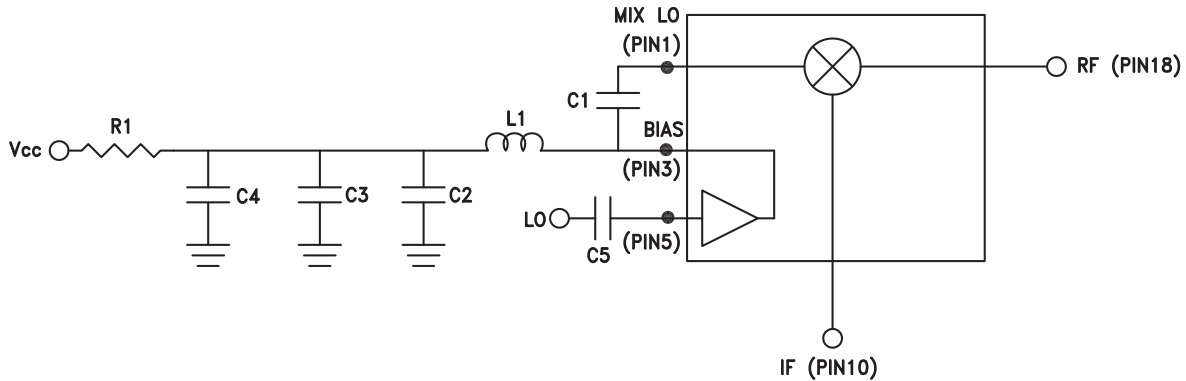 MIX LO
(PIN1)
RF (PIN18)
C1
R1
L1
BIAS
Vcc
(PIN3)
C4
C3
C2
LO
C5
(PIN5)
IF (PIN10)